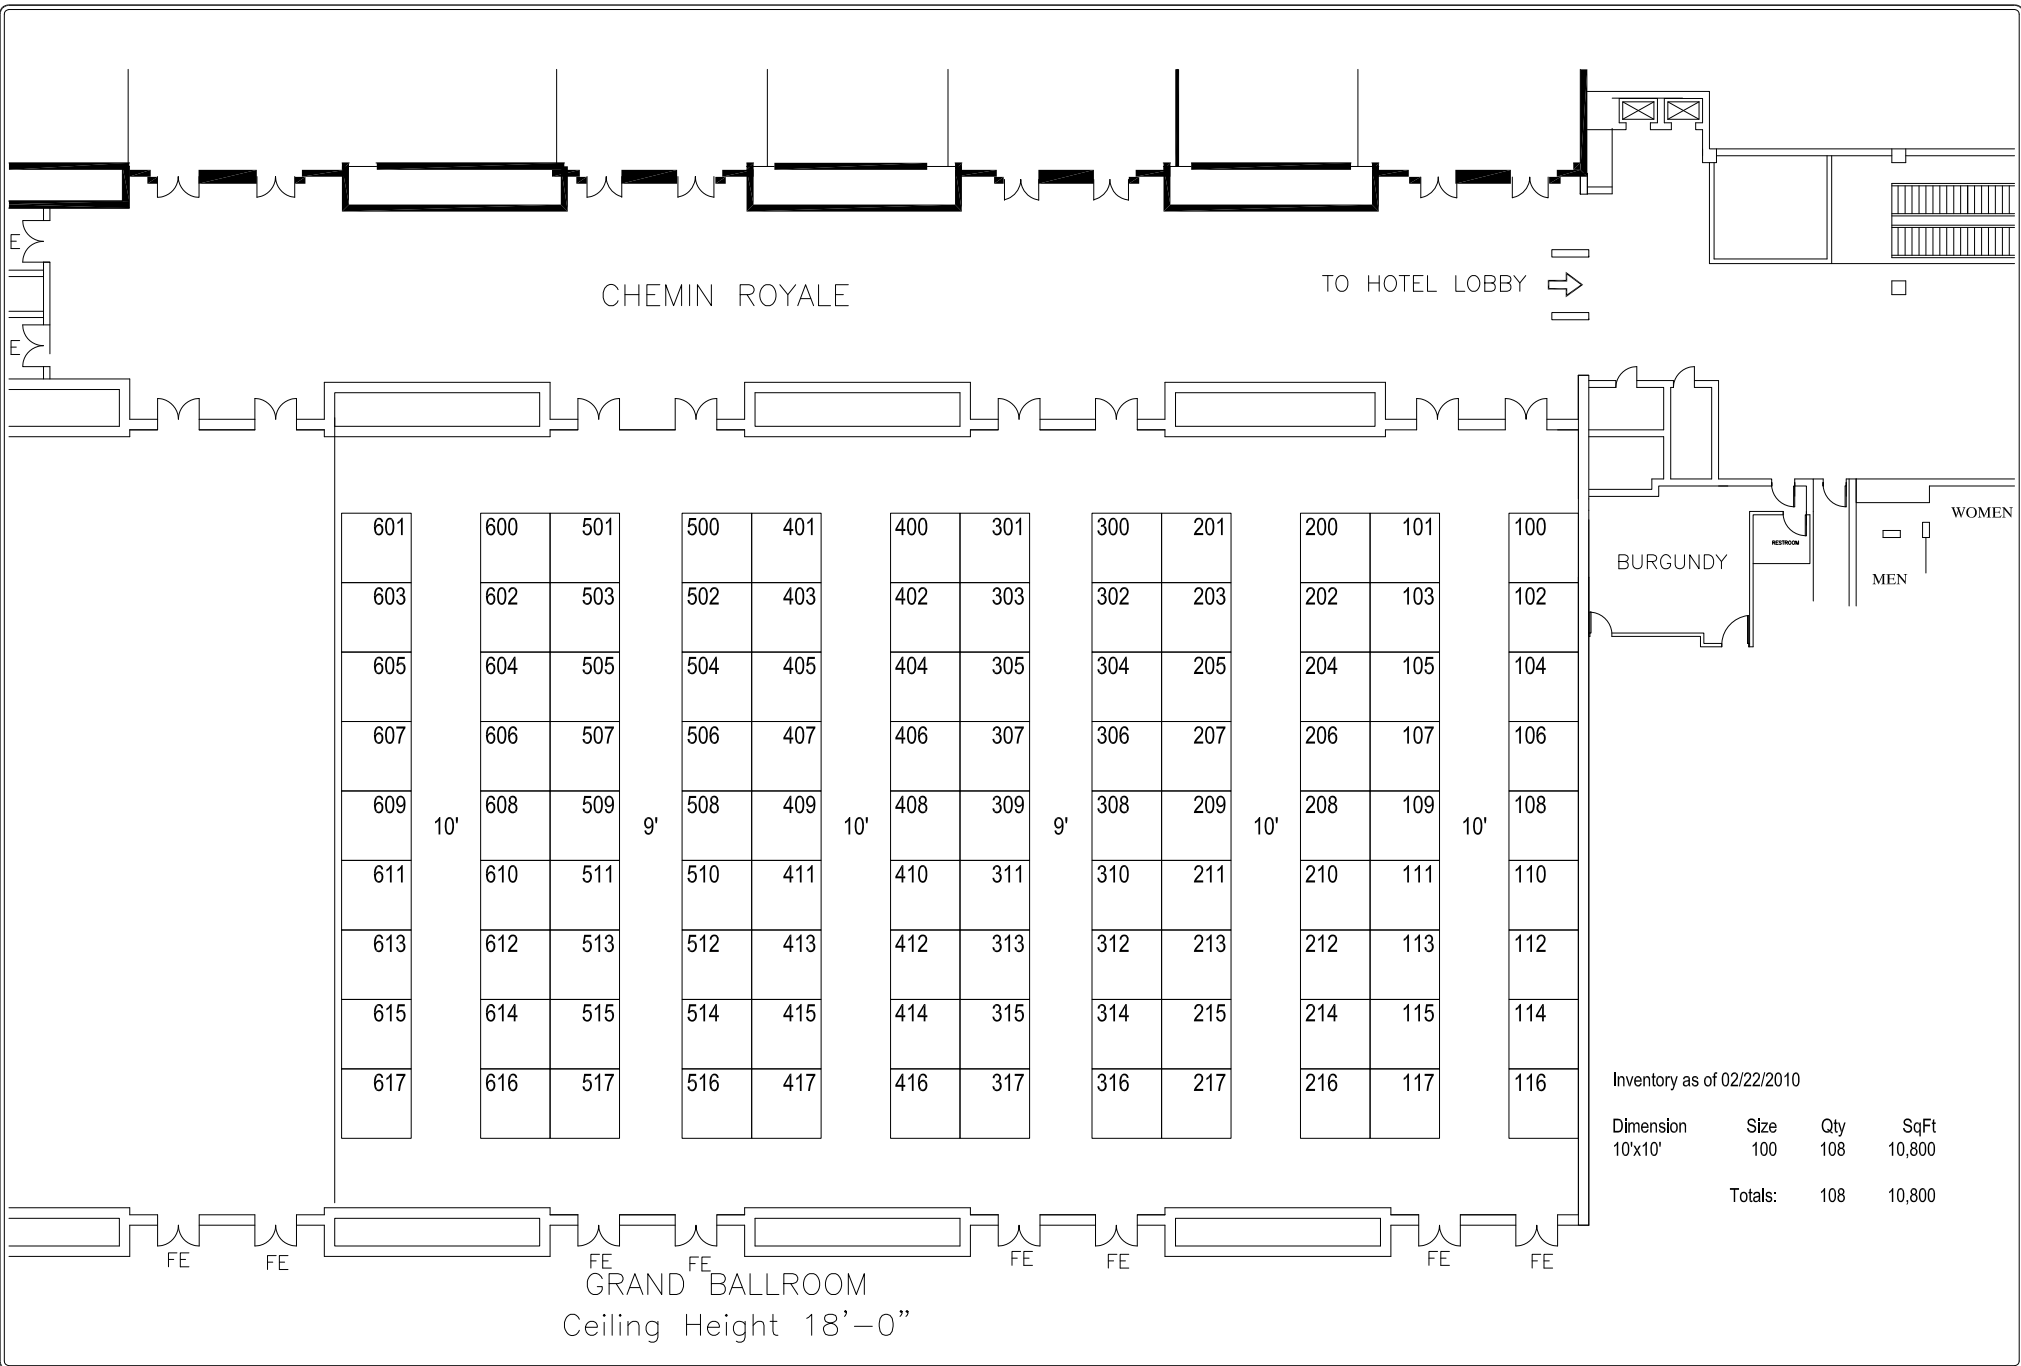 E
CHEMIN ROYALE
TO HOTEL LOBBY
E
601 600 501 500 401 400 301 300 201 200 101 100
WOMEN
RESTROOM
BURGUNDY
MEN
603 602 503 502 403 402 303 302 203 202 103 102
605 604 505 504 405 404 305 304 205 204 105 104
607 606 507 506 407 406 307 306 207 206 107 106
609 608 509 508 409 408 309 308 209 208 109 108
10' 9' 10' 9' 10' 10'
611 610 511 510 411 410 311 310 211 210 111 110
613 612 513 512 413 412 313 312 213 212 113 112
615 614 515 514 415 414 315 314 215 214 115 114
617 616 517 516 417 416 317 316 217 216 117 116
Inventory as of 02/22/2010
Dimension Size Qty SqFt
10'x10' 100 108 10,800
Totals: 108 10,800
FE FE FE FE FE FE FE FE
GRAND BALLROOM
Ceiling Height 18'-0"